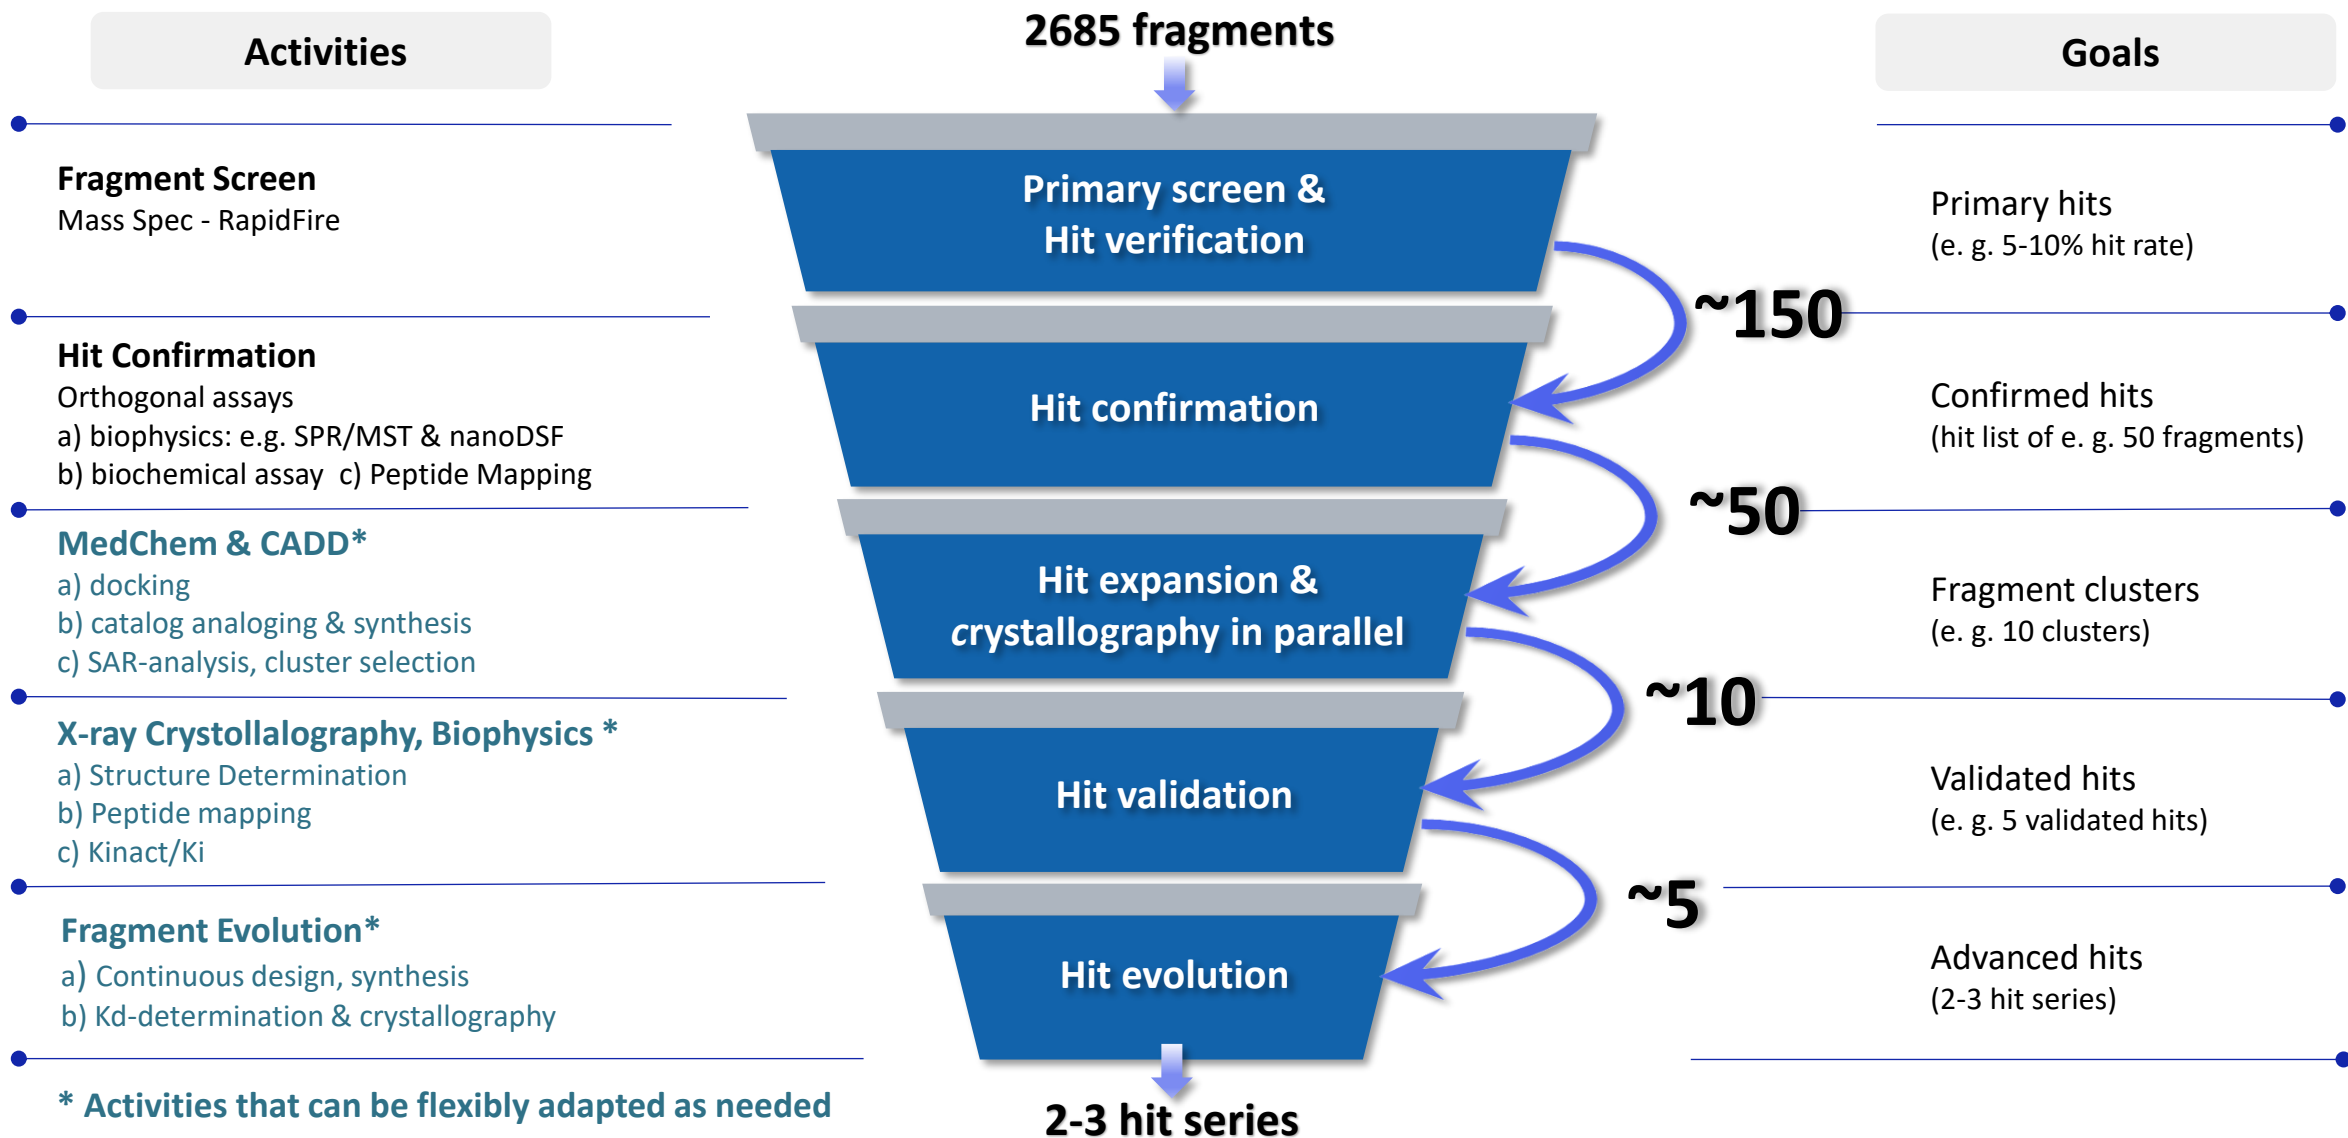 Activities
2685 fragments
Goals
Fragment Screen
Mass Spec - RapidFire
Primary screen &
Hit verification
Primary hits
(e. g. 5-10% hit rate)
~150
Hit Confirmation
Orthogonal assays
a) biophysics: e.g. SPR/MST & nanoDSF
b) biochemical assay  c) Peptide Mapping
Hit confirmation
Confirmed hits
(hit list of e. g. 50 fragments)
~50
MedChem & CADD*
a) docking
b) catalog analoging & synthesis
c) SAR-analysis, cluster selection
Hit expansion &
crystallography in parallel
Fragment clusters
(e. g. 10 clusters)
~10
X-ray Crystollalography, Biophysics *
a) Structure Determination
b) Peptide mapping
c) Kinact/Ki
Hit validation
Validated hits
(e. g. 5 validated hits)
~5
Fragment Evolution*
a) Continuous design, synthesis
b) Kd-determination & crystallography
Hit evolution
Advanced hits
(2-3 hit series)
* Activities that can be flexibly adapted as needed
2-3 hit series